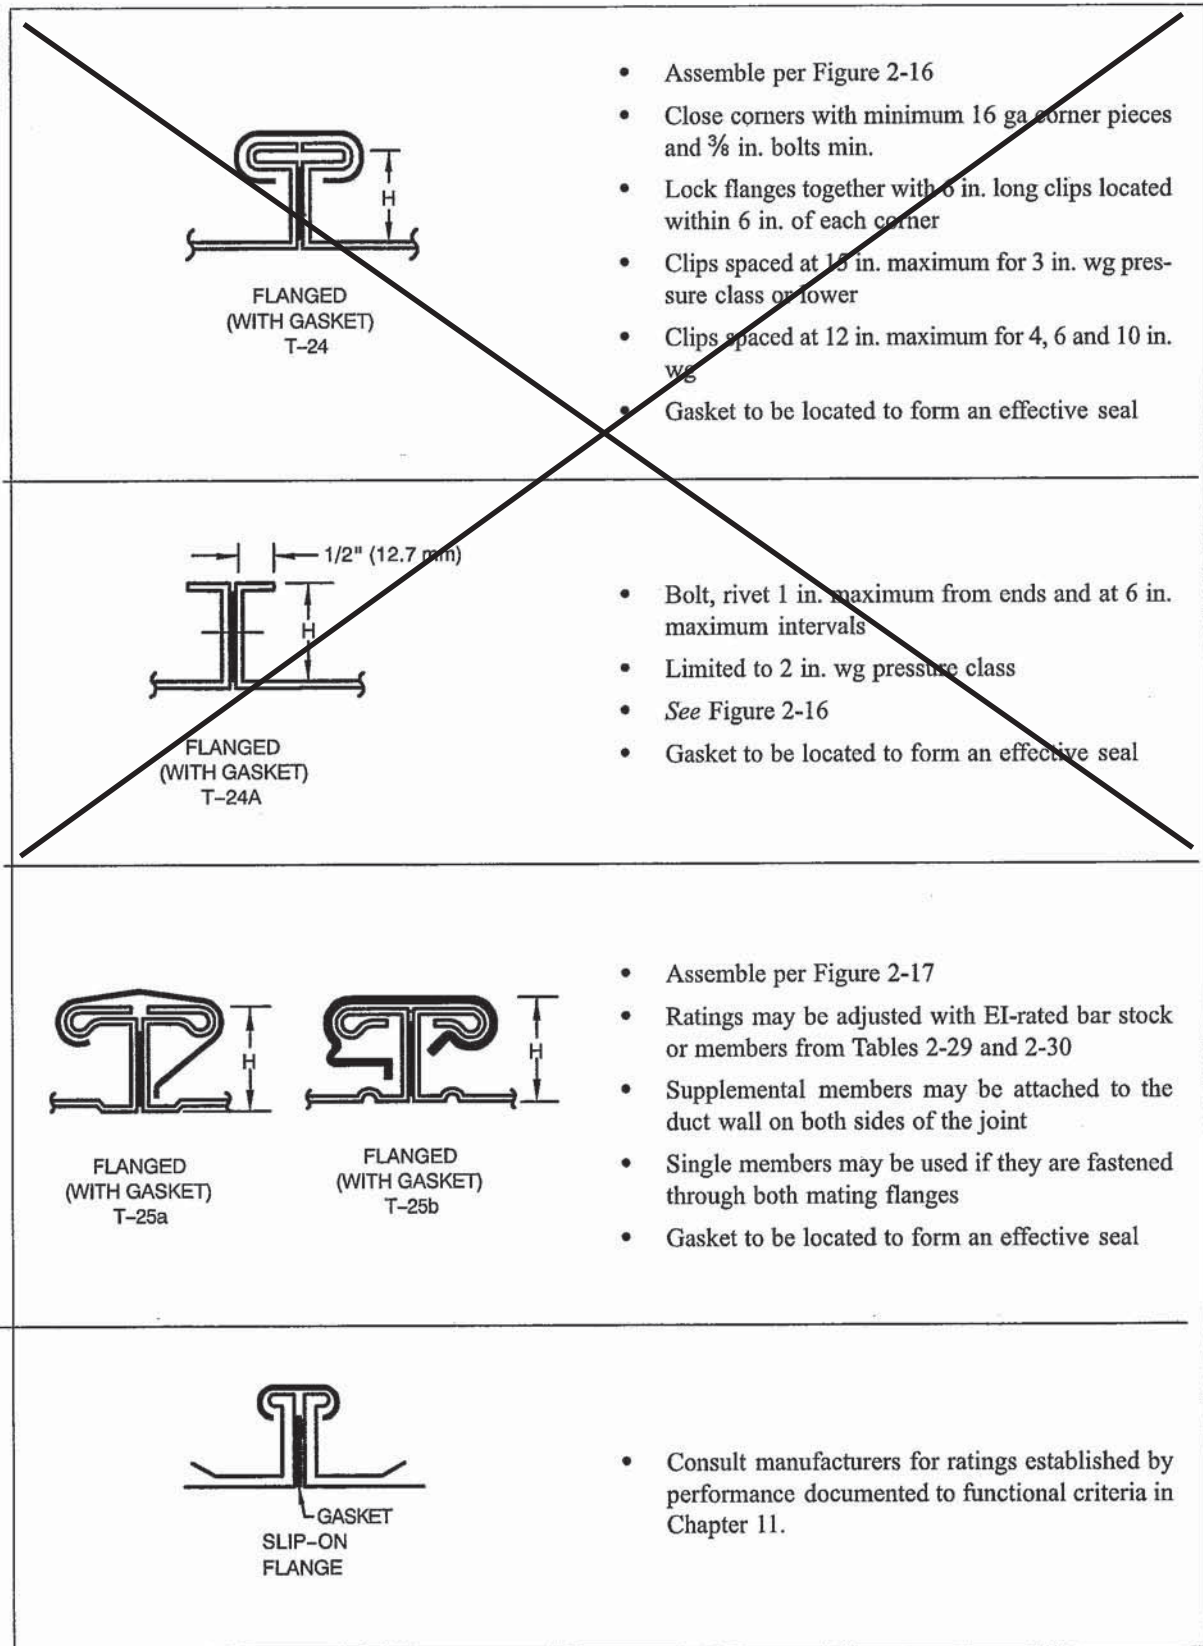 • Assemble per Figure 2-16
• Close corners with minimum 16 ga corner pieces
and ⅜ in. bolts min.
• Lock flanges together with 6 in. long clips located
within 6 in. of each corner
• Clips spaced at 15 in. maximum for 3 in. wg pres-
sure class or lower
• Clips spaced at 12 in. maximum for 4, 6 and 10 in.
wg
• Gasket to be located to form an effective seal
H
FLANGED
(WITH GASKET)
T-24
1/2" (12.7 mm)
H
FLANGED
(WITH GASKET)
T-24A
• Bolt, rivet 1 in. maximum from ends and at 6 in.
maximum intervals
• Limited to 2 in. wg pressure class
• See Figure 2-16
• Gasket to be located to form an effective seal
H
FLANGED
(WITH GASKET)
T-25a
H
FLANGED
(WITH GASKET)
T-25b
• Assemble per Figure 2-17
• Ratings may be adjusted with EI-rated bar stock
or members from Tables 2-29 and 2-30
• Supplemental members may be attached to the
duct wall on both sides of the joint
• Single members may be used if they are fastened
through both mating flanges
• Gasket to be located to form an effective seal
GASKET
SLIP-ON
FLANGE
• Consult manufacturers for ratings established by
performance documented to functional criteria in
Chapter 11.